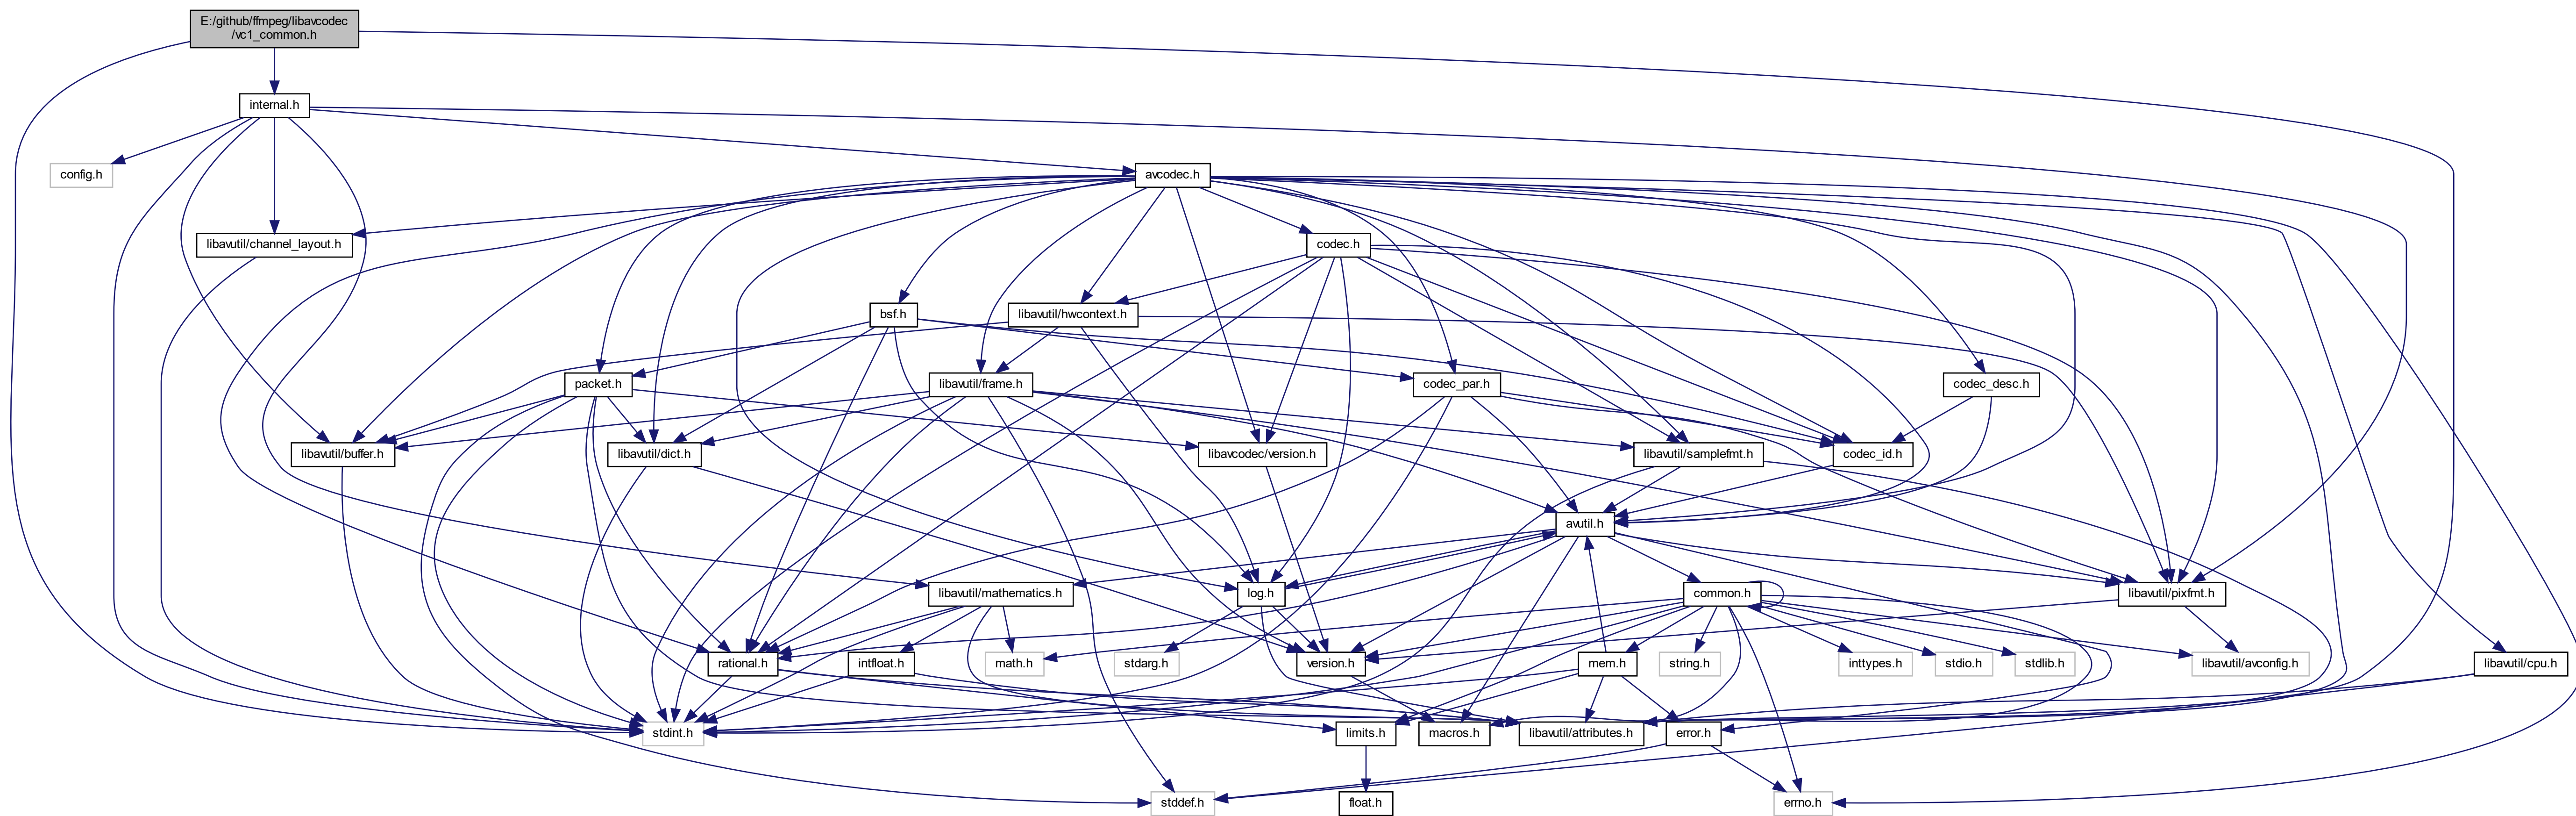 E:/github/ffmpeg/libavcodec
/vc1_common.h
internal.h
config.h
avcodec.h
libavutil/channel_layout.h
codec.h
bsf.h
libavutil/hwcontext.h
packet.h
libavutil/frame.h
codec_par.h
codec_desc.h
libavutil/buffer.h
libavutil/dict.h
libavcodec/version.h
libavutil/samplefmt.h
codec_id.h
avutil.h
libavutil/mathematics.h
log.h
common.h
libavutil/pixfmt.h
rational.h
intfloat.h
math.h
stdarg.h
version.h
mem.h
string.h
inttypes.h
stdio.h
stdlib.h
libavutil/avconfig.h
libavutil/cpu.h
stdint.h
limits.h
macros.h
libavutil/attributes.h
error.h
stddef.h
float.h
errno.h